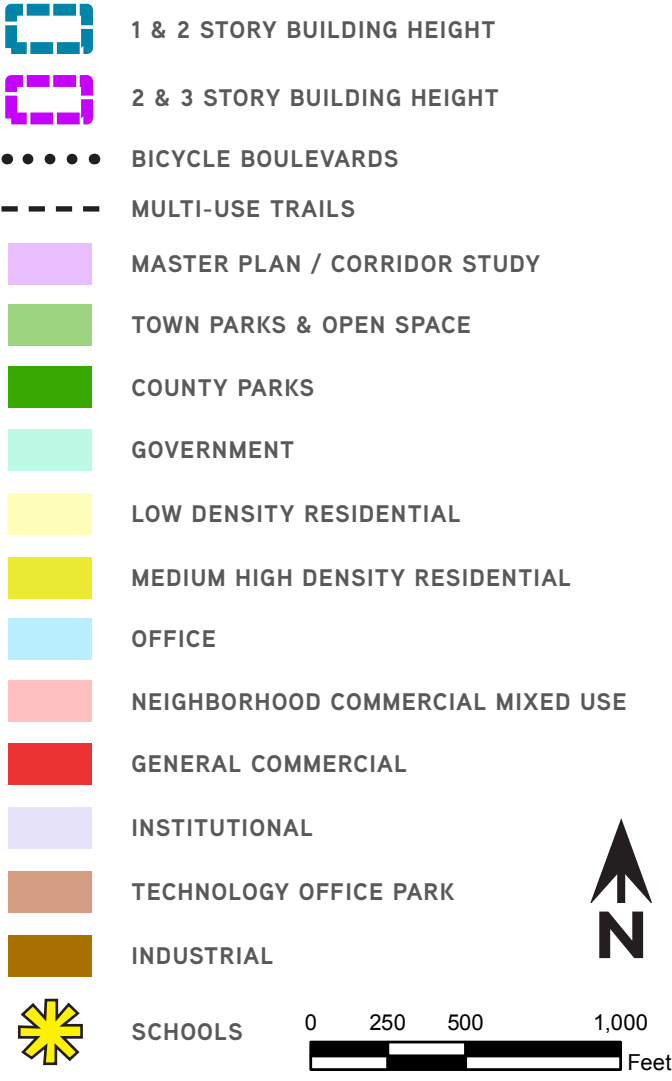 1 & 2 STORY BUILDING HEIGHT
2 & 3 STORY BUILDING HEIGHT
BICYCLE BOULEVARDS
MULTI-USE TRAILS
MASTER PLAN / CORRIDOR STUDY
TOWN PARKS & OPEN SPACE
COUNTY PARKS
GOVERNMENT
LOW DENSITY RESIDENTIAL
MEDIUM HIGH DENSITY RESIDENTIAL
OFFICE
NEIGHBORHOOD COMMERCIAL MIXED USE
GENERAL COMMERCIAL
INSTITUTIONAL
TECHNOLOGY OFFICE PARK
INDUSTRIAL
N
SCHOOLS
0 250 500 1,000
Feet